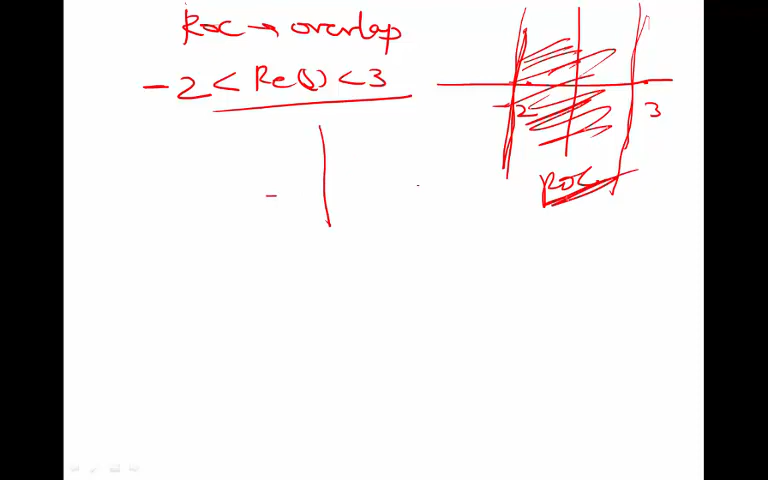 ROC → overlap
-2 < Re(s) < 3
-2 3
ROC